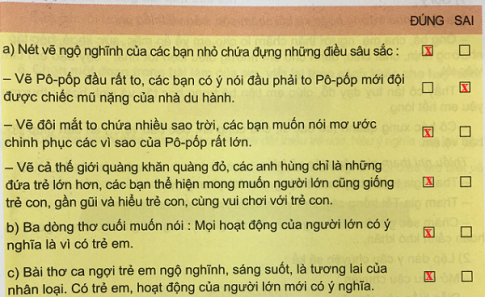 ĐÚNG SAI
a) Nét vẽ ngộ nghĩnh của các bạn nhỏ chứa đựng những điều sâu sắc : X
– Vẽ Pô-pốp đầu rất to, các bạn có ý nói đầu phải to Pô-pốp mới đội X
được chiếc mũ nặng của nhà du hành.
– Vẽ đôi mắt to chứa nhiều sao trời, các bạn muốn nói mơ ước X
chinh phục các vì sao của Pô-pốp rất lớn.
– Vẽ cả thế giới quàng khăn quàng đỏ, các anh hùng chỉ là những
đứa trẻ lớn hơn, các bạn thể hiện mong muốn người lớn cũng giống X
trẻ con, gần gũi và hiểu trẻ con, cùng vui chơi với trẻ con.
b) Ba dòng thơ cuối muốn nói : Mọi hoạt động của người lớn có ý X
nghĩa là vì có trẻ em.
c) Bài thơ ca ngợi trẻ em ngộ nghĩnh, sáng suốt, là tương lai của X
nhân loại. Có trẻ em, hoạt động của người lớn mới có ý nghĩa.